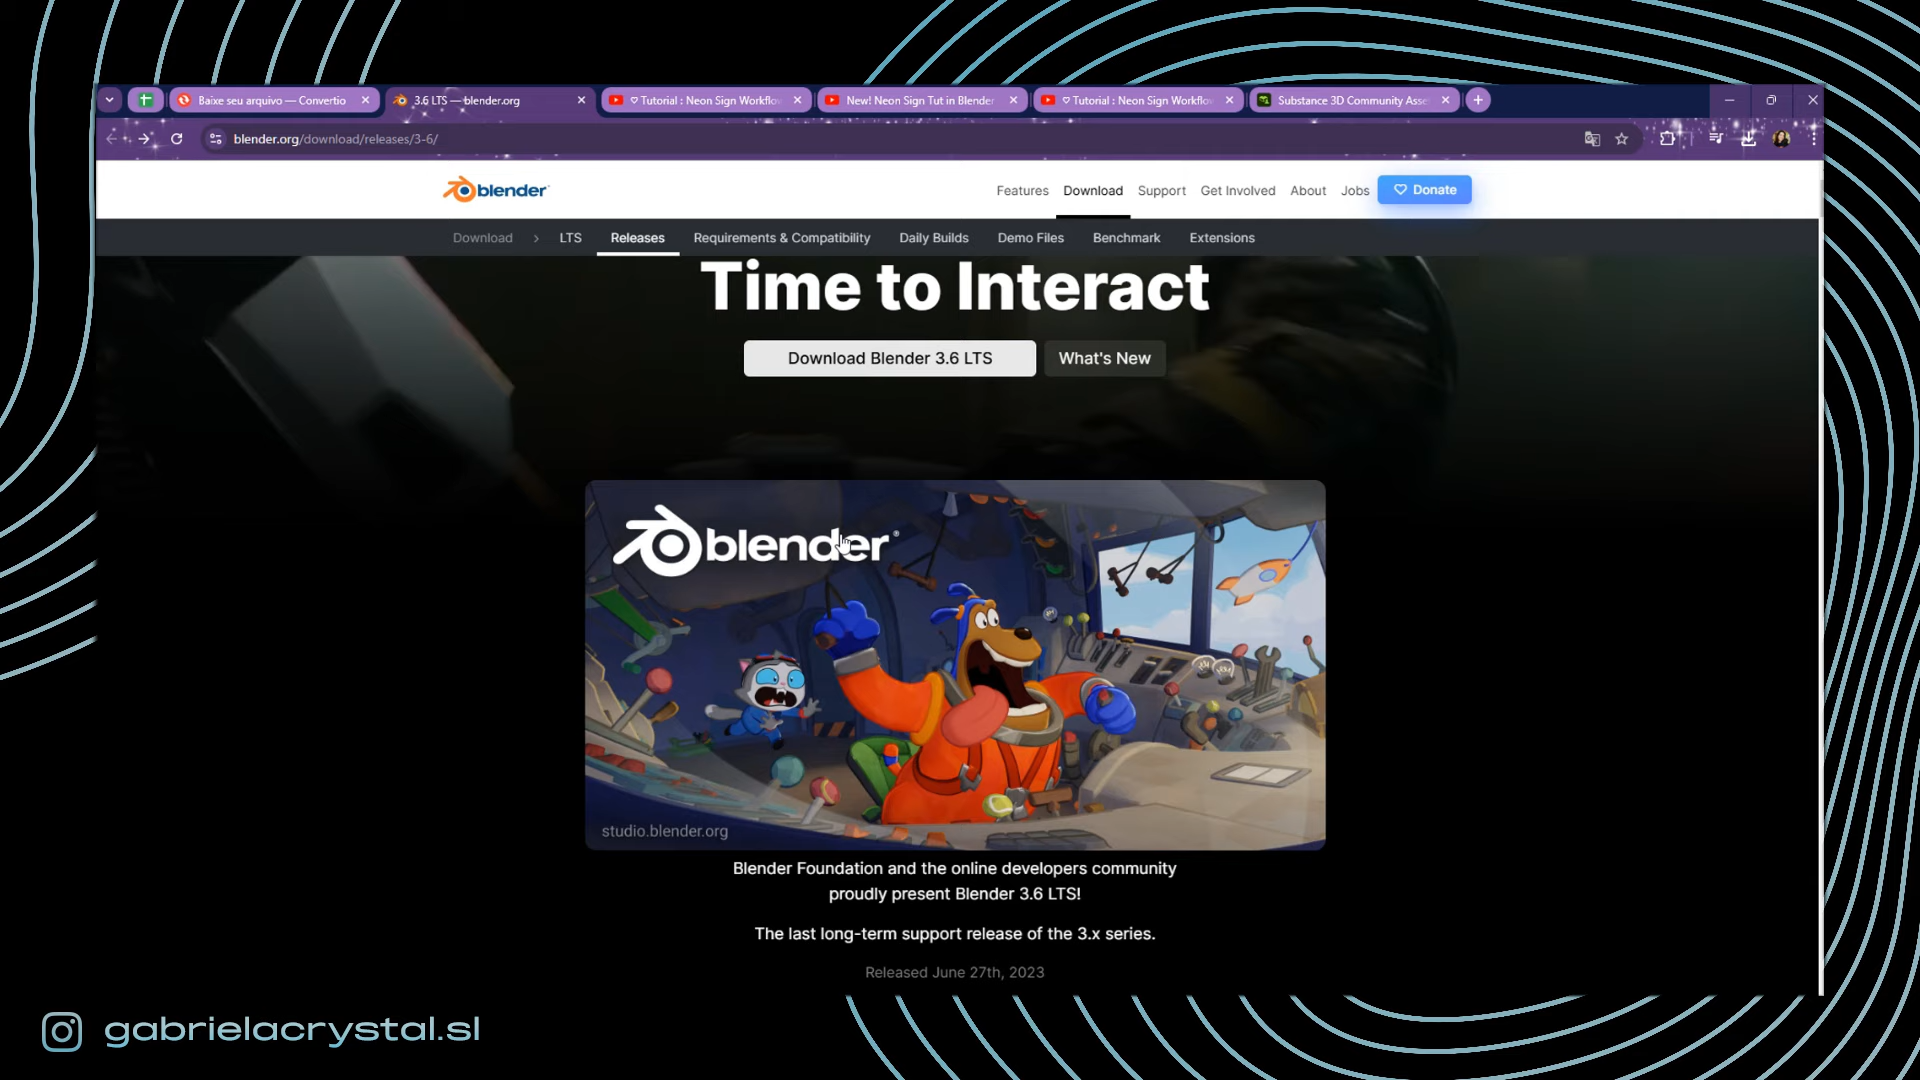 Baixe seu arquivo — Convertio
3.6 LTS — blender.org
♡ Tutorial : Neon Sign Workflo
New! Neon Sign Tut in Blender
♡ Tutorial : Neon Sign Workflo
Substance 3D Community Asse
blender.org/download/releases/3-6/
blender
Features
Download
Support
Get Involved
About
Jobs
Donate
Download
LTS
Releases
Requirements & Compatibility
Daily Builds
Demo Files
Benchmark
Extensions
Time to Interact
Download Blender 3.6 LTS
What's New
blender
studio.blender.org
Blender Foundation and the online developers community
proudly present Blender 3.6 LTS!
The last long-term support release of the 3.x series.
Released June 27th, 2023
gabrielacrystal.sl